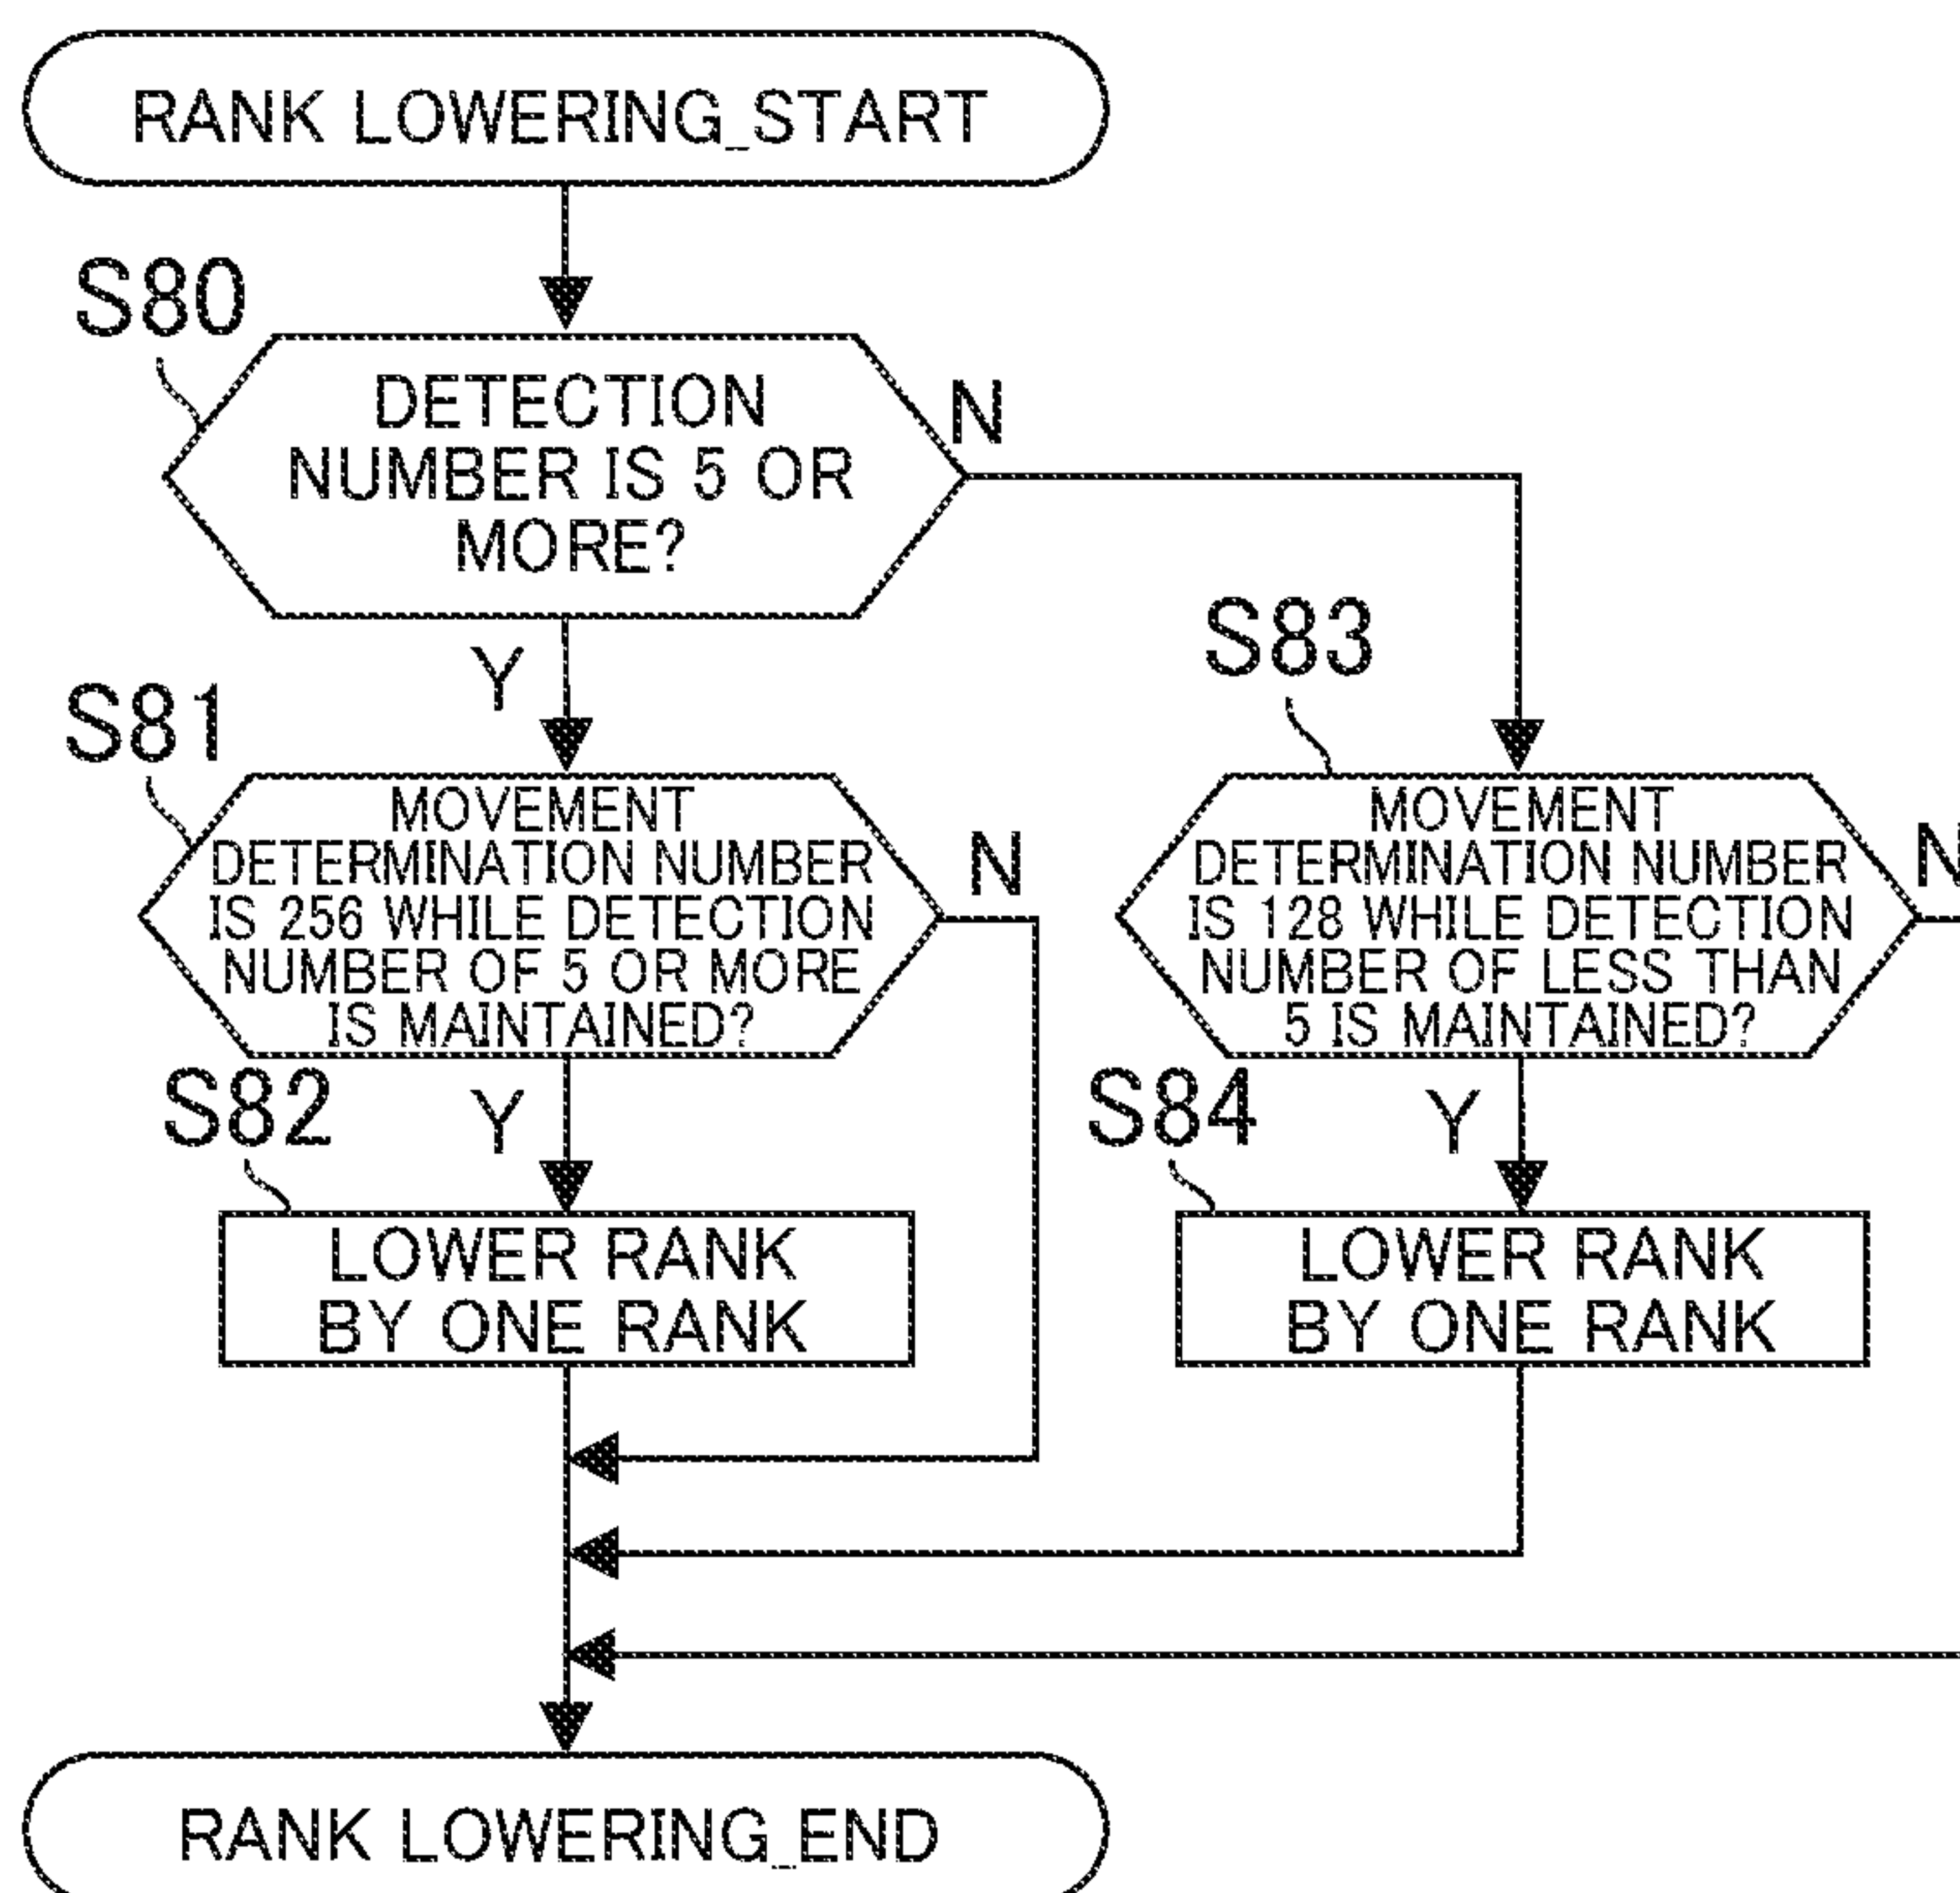 RANK LOWERING_START
S80
DETECTION
NUMBER IS 5 OR
MORE?
N
Y
S81
MOVEMENT
DETERMINATION NUMBER
IS 256 WHILE DETECTION
NUMBER OF 5 OR MORE
IS MAINTAINED?
N
S83
MOVEMENT
DETERMINATION NUMBER
IS 128 WHILE DETECTION
NUMBER OF LESS THAN
5 IS MAINTAINED?
N
S82
Y
LOWER RANK
BY ONE RANK
S84
Y
LOWER RANK
BY ONE RANK
RANK LOWERING_END